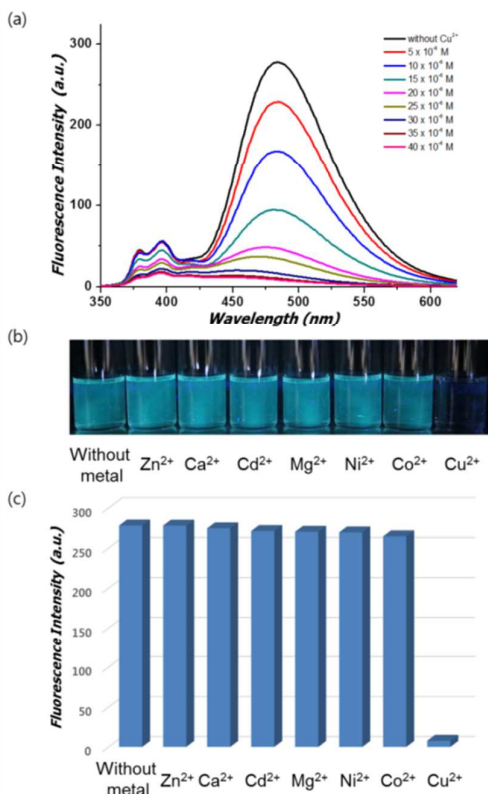 (a)
300
200
100
0
Fluorescence Intensity (a.u.)
without Cu²⁺
5 x 10⁻⁶ M
10 x 10⁻⁶ M
15 x 10⁻⁶ M
20 x 10⁻⁶ M
25 x 10⁻⁶ M
30 x 10⁻⁶ M
35 x 10⁻⁶ M
40 x 10⁻⁶ M
350 400 450 500 550 600
Wavelength (nm)
(b)
Without metal Zn²⁺ Ca²⁺ Cd²⁺ Mg²⁺ Ni²⁺ Co²⁺ Cu²⁺
(c)
300
250
200
150
100
50
0
Fluorescence Intensity (a.u.)
Without metal Zn²⁺ Ca²⁺ Cd²⁺ Mg²⁺ Ni²⁺ Co²⁺ Cu²⁺